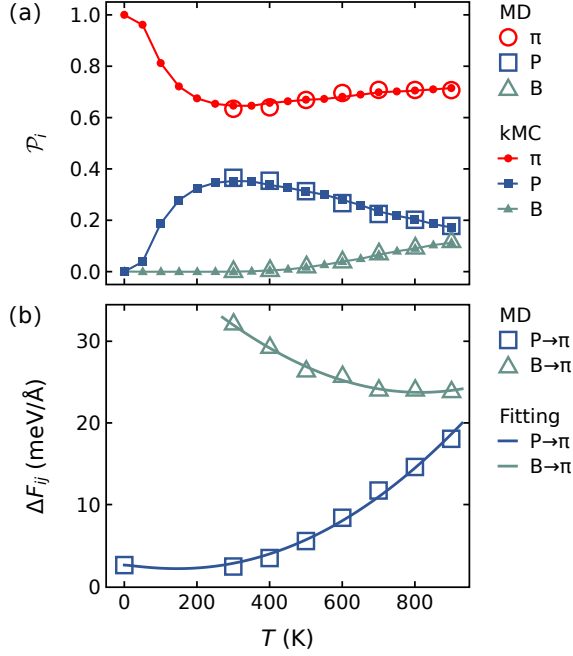 (a)
𝒫i
1.0
0.8
0.6
0.4
0.2
0.0
MD
π
P
B
kMC
π
P
B
(b)
ΔFij (meV/Å)
30
20
10
0
0 200 400 600 800
T (K)
MD
P→π
B→π
Fitting
P→π
B→π